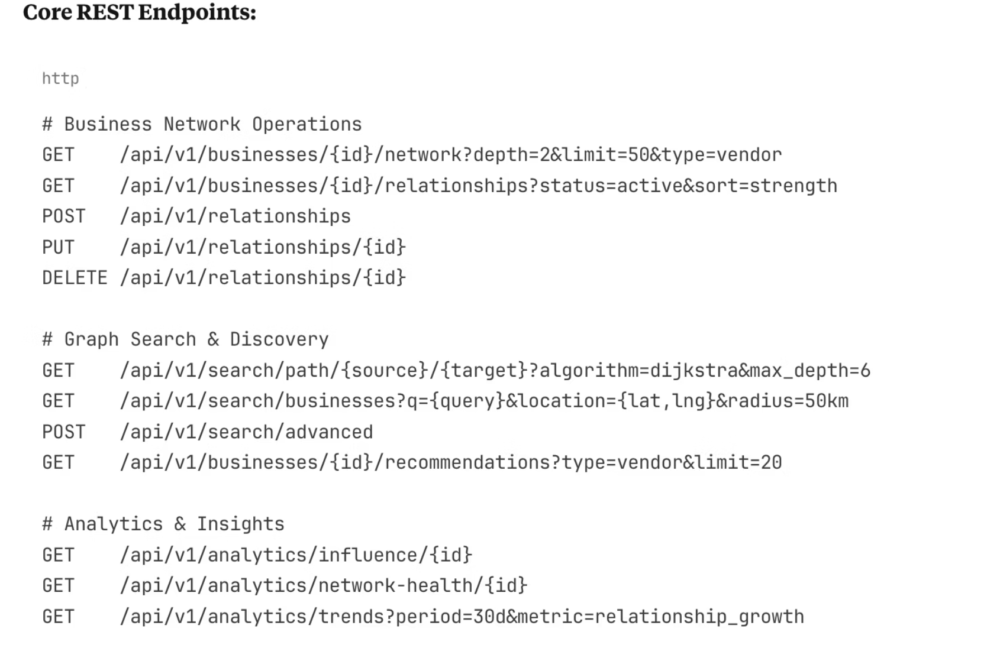 Core REST Endpoints:
http
# Business Network Operations
GET    /api/v1/businesses/{id}/network?depth=2&limit=50&type=vendor
GET    /api/v1/businesses/{id}/relationships?status=active&sort=strength
POST   /api/v1/relationships
PUT    /api/v1/relationships/{id}
DELETE /api/v1/relationships/{id}
# Graph Search & Discovery
GET    /api/v1/search/path/{source}/{target}?algorithm=dijkstra&max_depth=6
GET    /api/v1/search/businesses?q={query}&location={lat,lng}&radius=50km
POST   /api/v1/search/advanced
GET    /api/v1/businesses/{id}/recommendations?type=vendor&limit=20
# Analytics & Insights
GET    /api/v1/analytics/influence/{id}
GET    /api/v1/analytics/network-health/{id}
GET    /api/v1/analytics/trends?period=30d&metric=relationship_growth